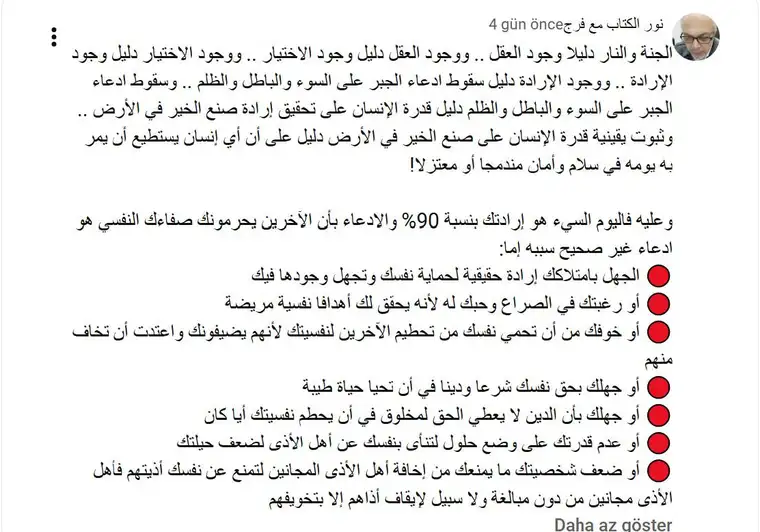 نور الكتاب مع فرج 4 gün önce
الجنة والنار دليلا وجود العقل .. ووجود العقل دليل وجود الاختيار .. ووجود الاختيار دليل وجود
الإرادة .. ووجود الإرادة دليل سقوط ادعاء الجبر على السوء والباطل والظلم .. وسقوط ادعاء
الجبر على السوء والباطل والظلم دليل قدرة الإنسان على تحقيق إرادة صنع الخير في الأرض ..
وثبوت يقينية قدرة الإنسان على صنع الخير في الأرض دليل على أن أي إنسان يستطيع أن يمر
به يومه في سلام وأمان مندمجا أو معتزلا!
وعليه فاليوم السيء هو إرادتك بنسبة 90% والادعاء بأن الآخرين يحرمونك صفاءك النفسي هو
ادعاء غير صحيح سببه إما:
🔴 الجهل بامتلاكك إرادة حقيقية لحماية نفسك وتجهل وجودها فيك
🔴 أو رغبتك في الصراع وحبك له لأنه يحقق لك أهدافا نفسية مريضة
🔴 أو خوفك من أن تحمي نفسك من تحطيم الآخرين لنفسيتك لأنهم يضيفونك واعتدت أن تخاف
منهم
🔴 أو جهلك بحق نفسك شرعا ودينا في أن تحيا حياة طيبة
🔴 أو جهلك بأن الدين لا يعطي الحق لمخلوق في أن يحطم نفسيتك أيا كان
🔴 أو عدم قدرتك على وضع حلول لتنأى بنفسك عن أهل الأذى لضعف حيلتك
🔴 أو ضعف شخصيتك ما يمنعك من إخافة أهل الأذى المجانين لتمنع عن نفسك أذيتهم فأهل
الأذى مجانين من دون مبالغة ولا سبيل لإيقاف أذاهم إلا بتخويفهم
Daha az göster